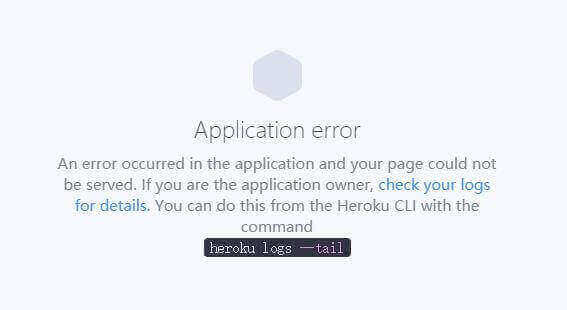 Application error
An error occurred in the application and your page could not
be served. If you are the application owner, check your logs
for details. You can do this from the Heroku CLI with the
command
heroku logs --tail